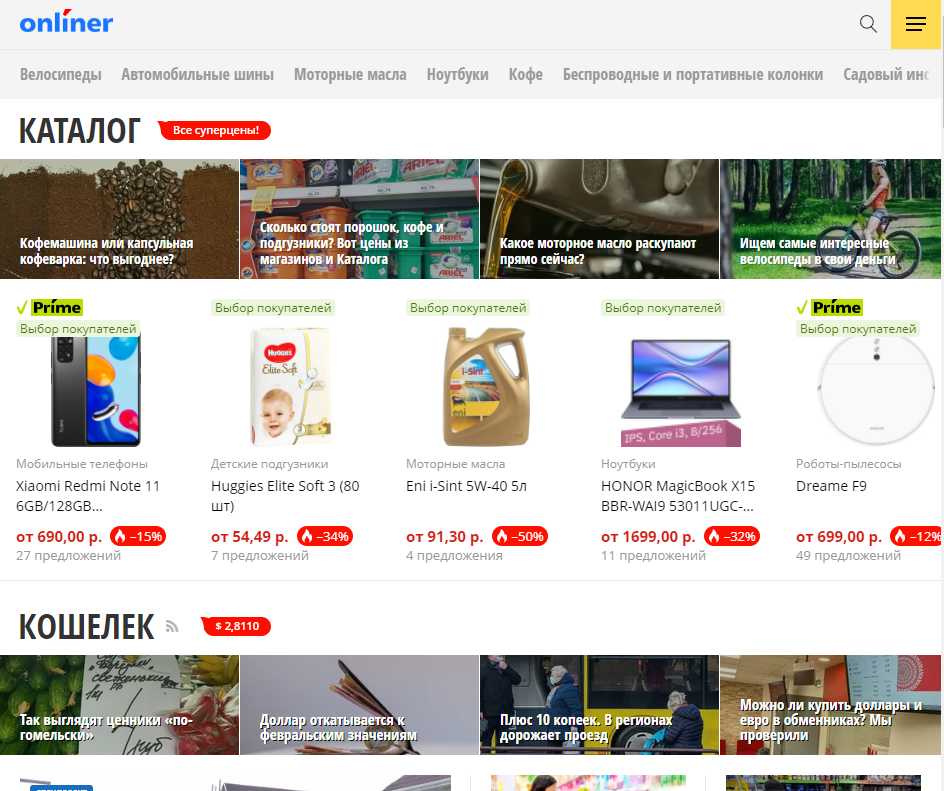 onliner
Велосипеды Автомобильные шины Моторные масла Ноутбуки Кофе Беспроводные и портативные колонки Садовый инс
КАТАЛОГ Все суперцены!
Кофемашина или капсульная
кофеварка: что выгоднее?
Сколько стоят порошок, кофе и
подгузники? Вот цены из
магазинов и Каталога
Какое моторное масло раскупают
прямо сейчас?
Ищем самые интересные
велосипеды в свои деньги
Prime
Выбор покупателей
Мобильные телефоны
Xiaomi Redmi Note 11
6GB/128GB...
от 690,00 р. –15%
27 предложений
Выбор покупателей
HUGGIES
Elite Soft
3
Детские подгузники
Huggies Elite Soft 3 (80
шт)
от 54,49 р. –34%
7 предложений
Выбор покупателей
i-Sint
Моторные масла
Eni i-Sint 5W-40 5л
от 91,30 р. –50%
4 предложения
Выбор покупателей
IPS, Core i3, 8/256
Ноутбуки
HONOR MagicBook X15
BBR-WAI9 53011UGC-...
от 1699,00 р. –32%
11 предложений
Prime
Выбор покупателей
Роботы-пылесосы
Dreame F9
от 699,00 р. –12%
49 предложений
КОШЕЛЕК $ 2,8110
Так выглядят ценники «по-
гомельски»
Доллар откатывается к
февральским значениям
Плюс 10 копеек. В регионах
дорожает проезд
Можно ли купить доллары и
евро в обменниках? Мы
проверили